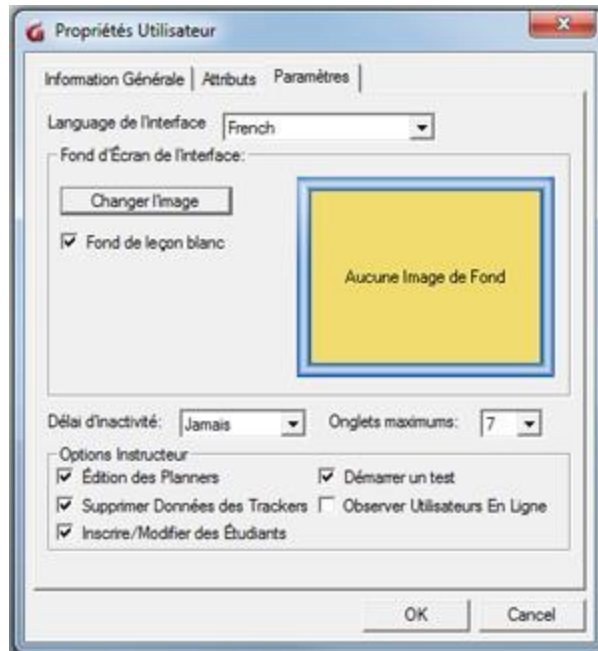 Propriétés Utilisateur
Information Générale Attributs Paramètres
Language de l'interface French
Fond d'Écran de l'interface:
Changer l'image
Fond de leçon blanc
Aucune Image de Fond
Délai d'inactivité: Jamais Onglets maximums: 7
Options Instructeur
Édition des Planners Démarrer un test
Supprimer Données des Trackers Observer Utilisateurs En Ligne
Inscrire/Modifier des Étudiants
OK Cancel